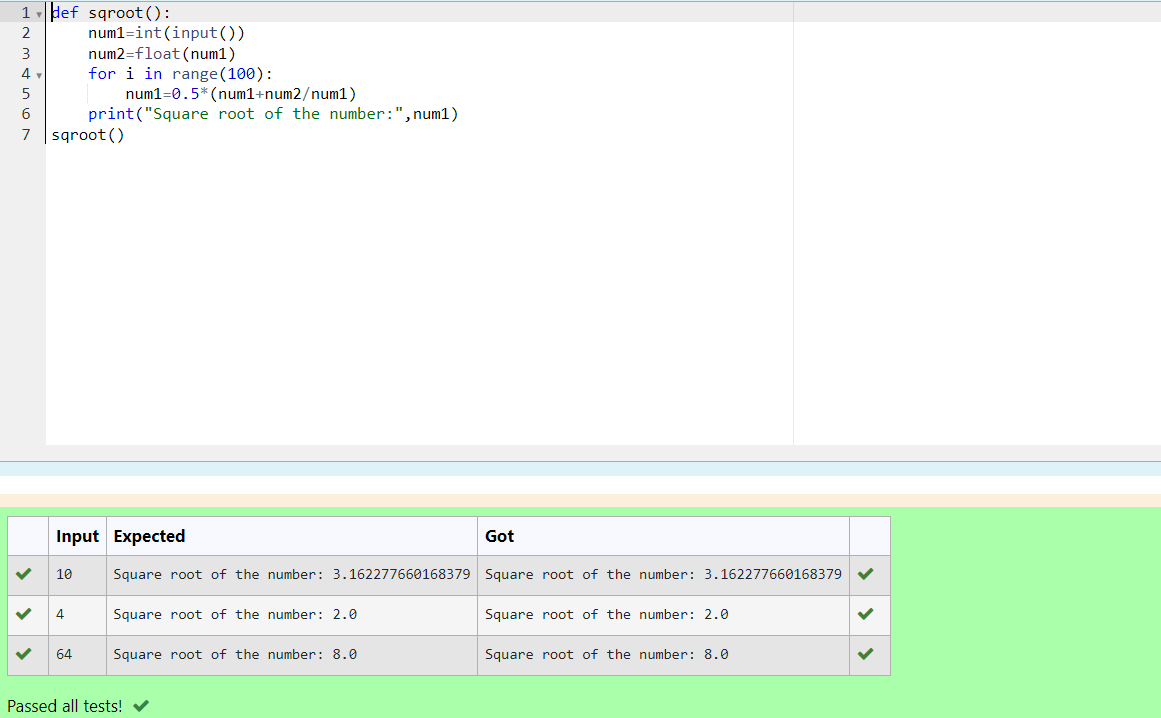 1 def sqroot():
2     num1=int(input())
3     num2=float(num1)
4     for i in range(100):
5         num1=0.5*(num1+num2/num1)
6     print("Square root of the number:",num1)
7 sqroot()
Input Expected Got
10 Square root of the number: 3.162277660168379 Square root of the number: 3.162277660168379
4 Square root of the number: 2.0 Square root of the number: 2.0
64 Square root of the number: 8.0 Square root of the number: 8.0
Passed all tests!